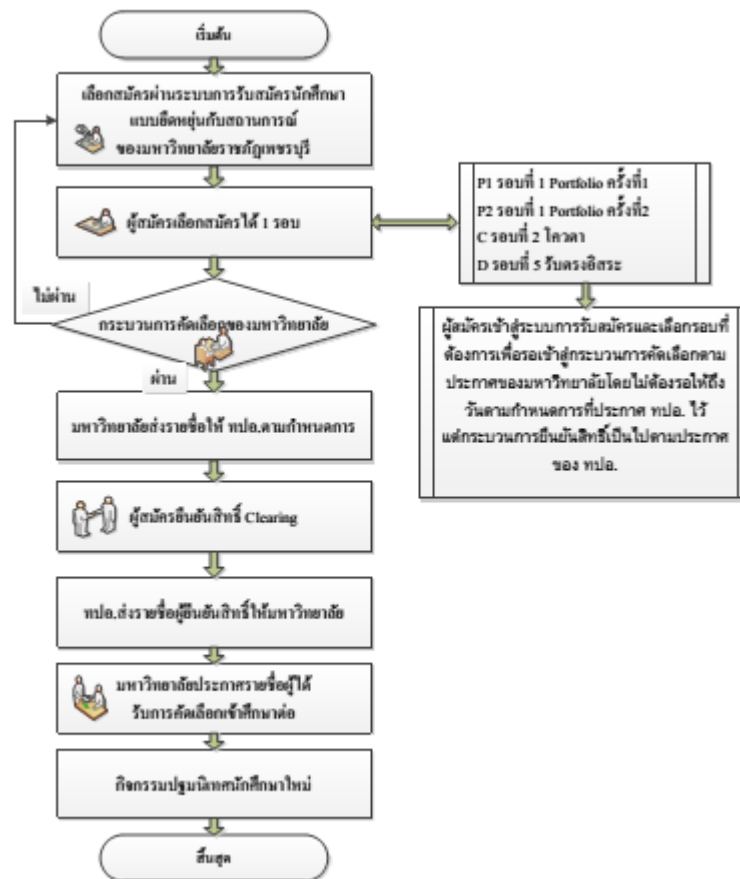 เริ่มต้น
เลือกสมัครผ่านระบบการรับสมัครนักศึกษา
แบบยืดหยุ่นกับสถานการณ์
ของมหาวิทยาลัยราชภัฏเพชรบุรี
ผู้สมัครเลือกสมัครได้ 1 รอบ
P1 รอบที่ 1 Portfolio ครั้งที่1
P2 รอบที่ 1 Portfolio ครั้งที่2
C รอบที่ 2 โควตา
D รอบที่ 5 รับตรงอิสระ
ไม่ผ่าน
กระบวนการคัดเลือกของมหาวิทยาลัย
ผ่าน
ผู้สมัครเข้าสู่ระบบการรับสมัครและเลือกรอบที่
ต้องการเพื่อรอเข้าสู่กระบวนการคัดเลือกตาม
ประกาศของมหาวิทยาลัยโดยไม่ต้องรอให้ถึง
วันตามกำหนดการที่ประกาศ ทปอ. ไว้
แต่กระบวนการยืนยันสิทธิ์เป็นไปตามประกาศ
ของ ทปอ.
มหาวิทยาลัยส่งรายชื่อให้ ทปอ.ตามกำหนดการ
ผู้สมัครยืนยันสิทธิ์ Clearing
ทปอ.ส่งรายชื่อผู้ยืนยันสิทธิ์ให้มหาวิทยาลัย
มหาวิทยาลัยประกาศรายชื่อผู้ได้
รับการคัดเลือกเข้าศึกษาต่อ
กิจกรรมปฐมนิเทศนักศึกษาใหม่
สิ้นสุด